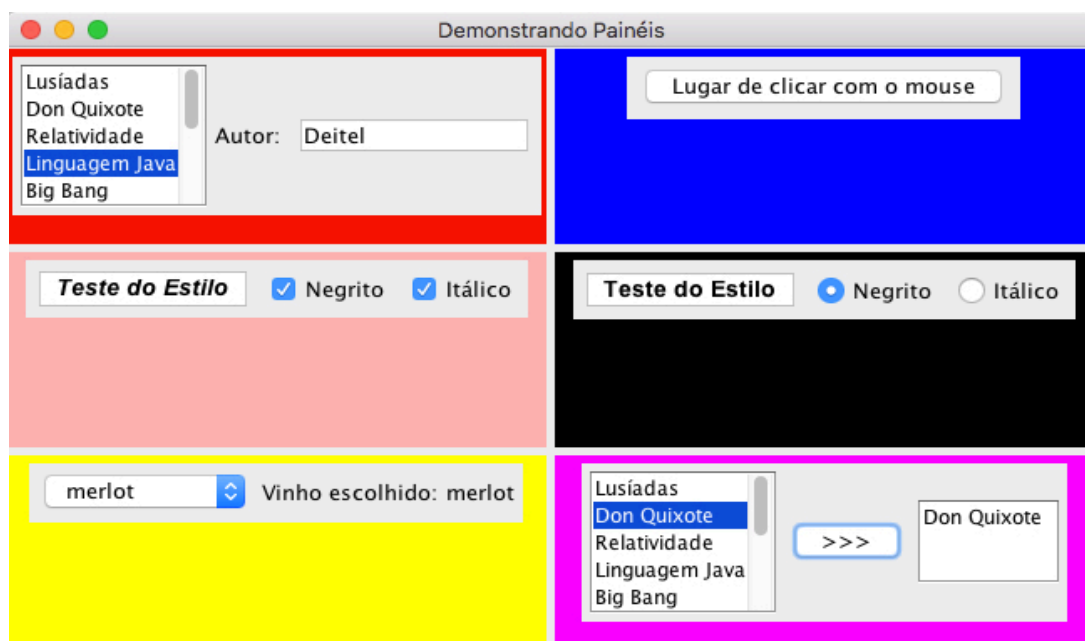 Demonstrando Painéis
Lusíadas
Don Quixote
Relatividade
Linguagem Java
Big Bang
Autor: Deitel
Lugar de clicar com o mouse
Teste do Estilo Negrito Itálico
Teste do Estilo Negrito Itálico
merlot Vinho escolhido: merlot
Lusíadas
Don Quixote
Relatividade
Linguagem Java
Big Bang
>>>
Don Quixote